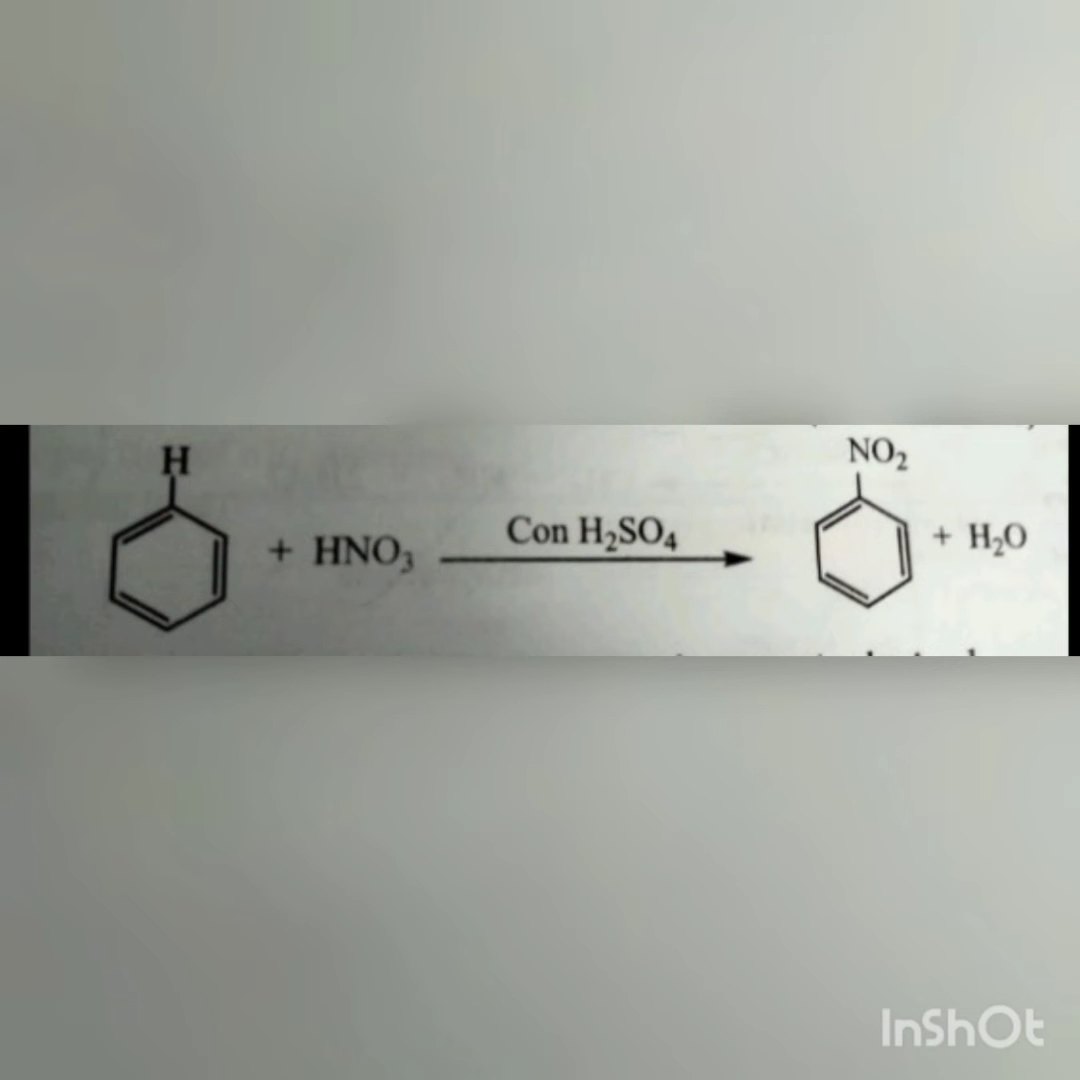 H
+ HNO₃
Con H₂SO₄
NO₂
+ H₂O
InShOt